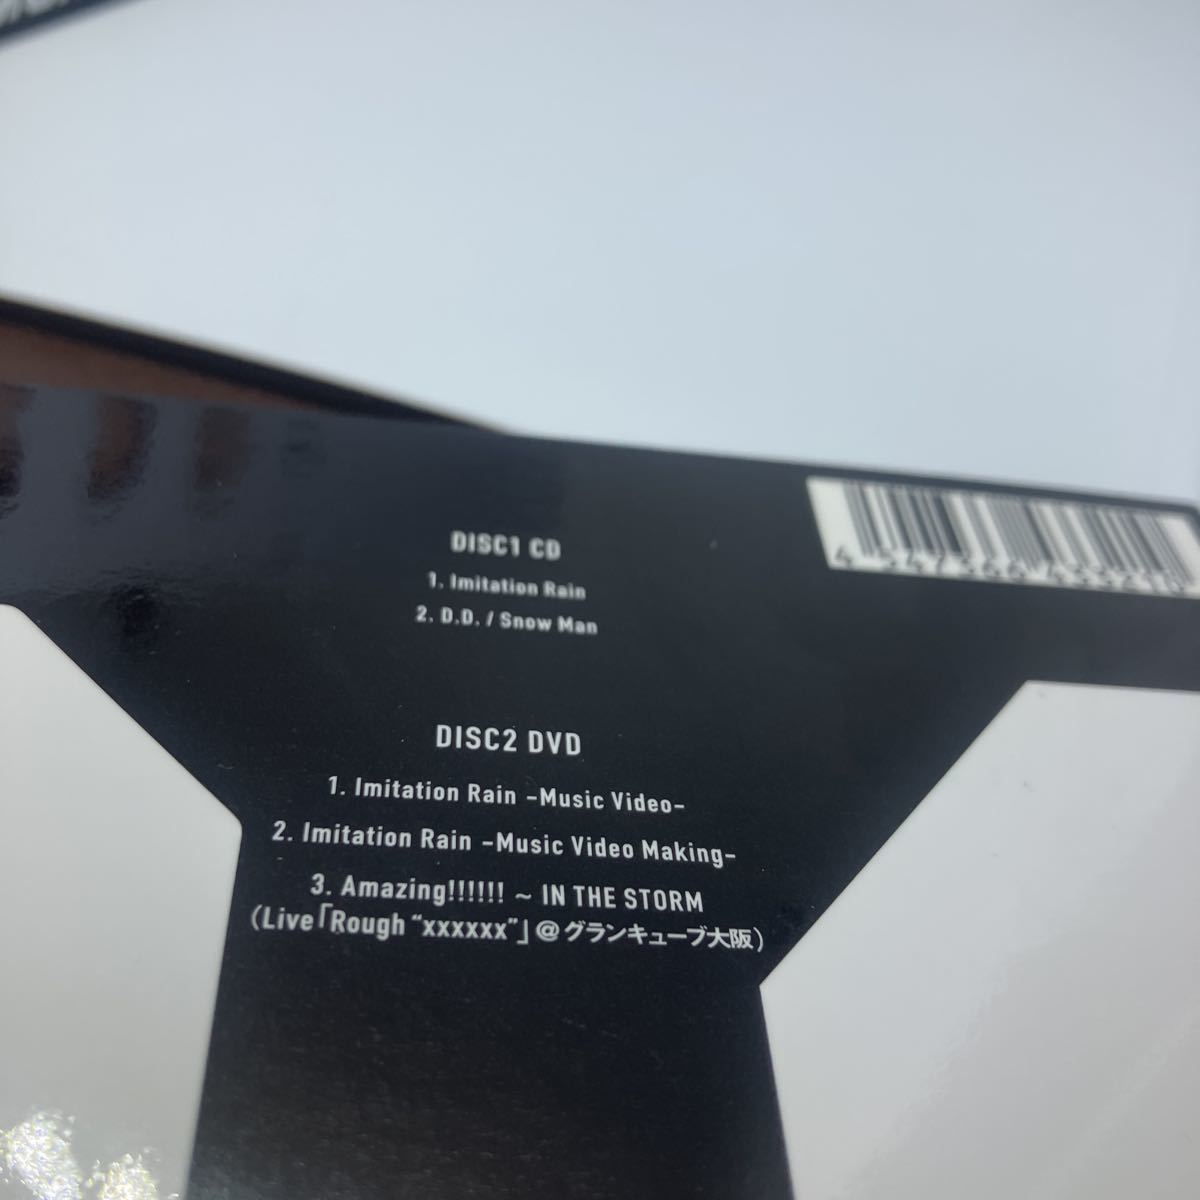 DISC1 CD
1. Imitation Rain
2. D.D. / Snow Man
DISC2 DVD
1. Imitation Rain -Music Video-
2. Imitation Rain -Music Video Making-
3. Amazing!!!!!! ~ IN THE STORM
(Live「Rough “xxxxxx”」@グランキューブ大阪)